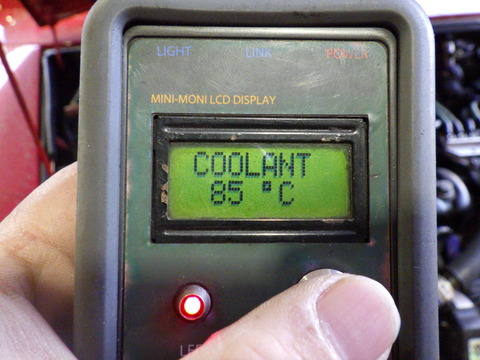 LIGHT LINK POWER
MINI-MONI LCD DISPLAY
COOLANT
85 °C